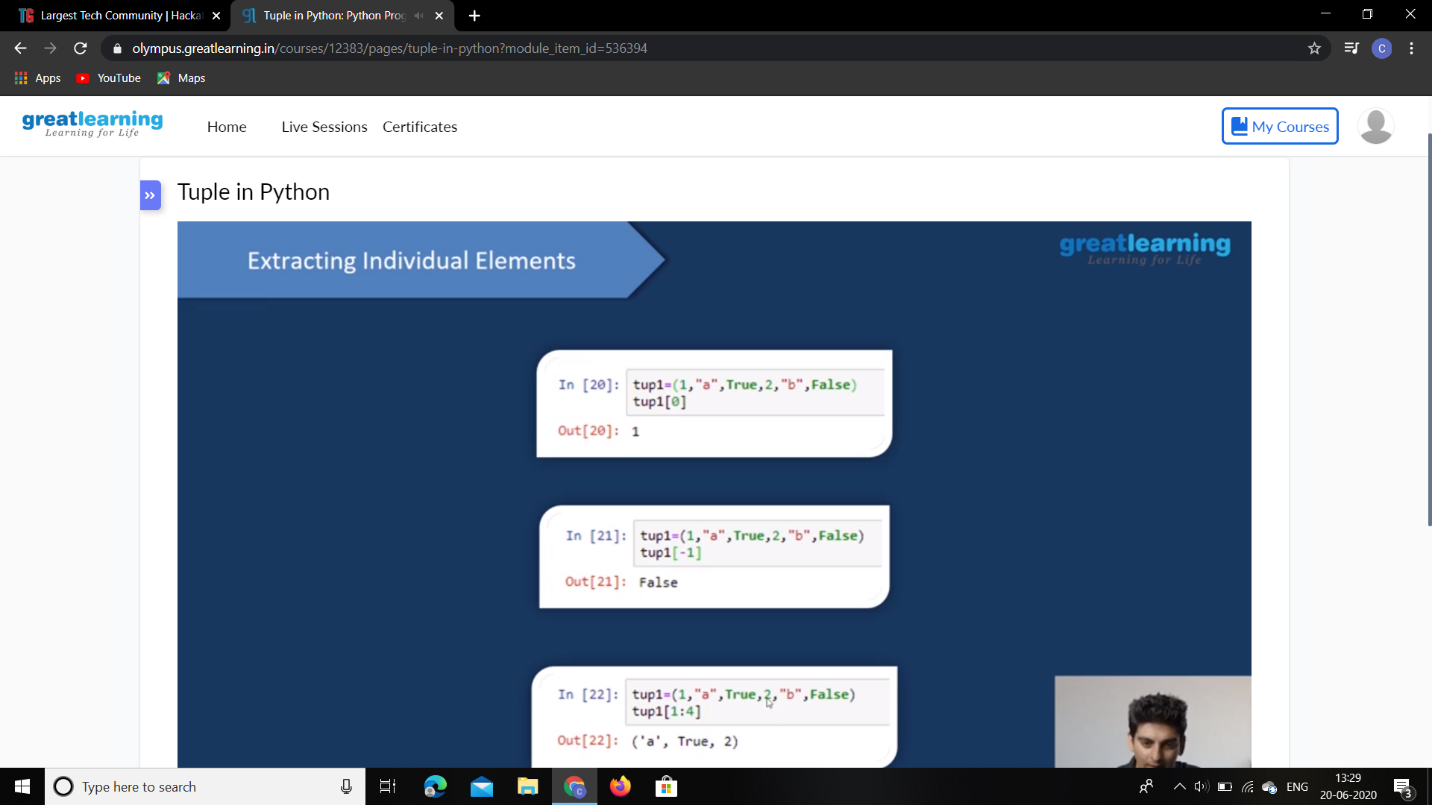 Largest Tech Community | Hacka
Tuple in Python: Python Prog
olympus.greatlearning.in/courses/12383/pages/tuple-in-python?module_item_id=536394
C
Apps
YouTube
Maps
greatlearning
Learning for Life
Home
Live Sessions
Certificates
My Courses
»
Tuple in Python
Extracting Individual Elements
greatlearning
Learning for Life
In [20]: tup1=(1,"a",True,2,"b",False)
tup1[0]
Out[20]: 1
In [21]: tup1=(1,"a",True,2,"b",False)
tup1[-1]
Out[21]: False
In [22]: tup1=(1,"a",True,2,"b",False)
tup1[1:4]
Out[22]: ('a', True, 2)
Type here to search
ENG
13:29
20-06-2020
3